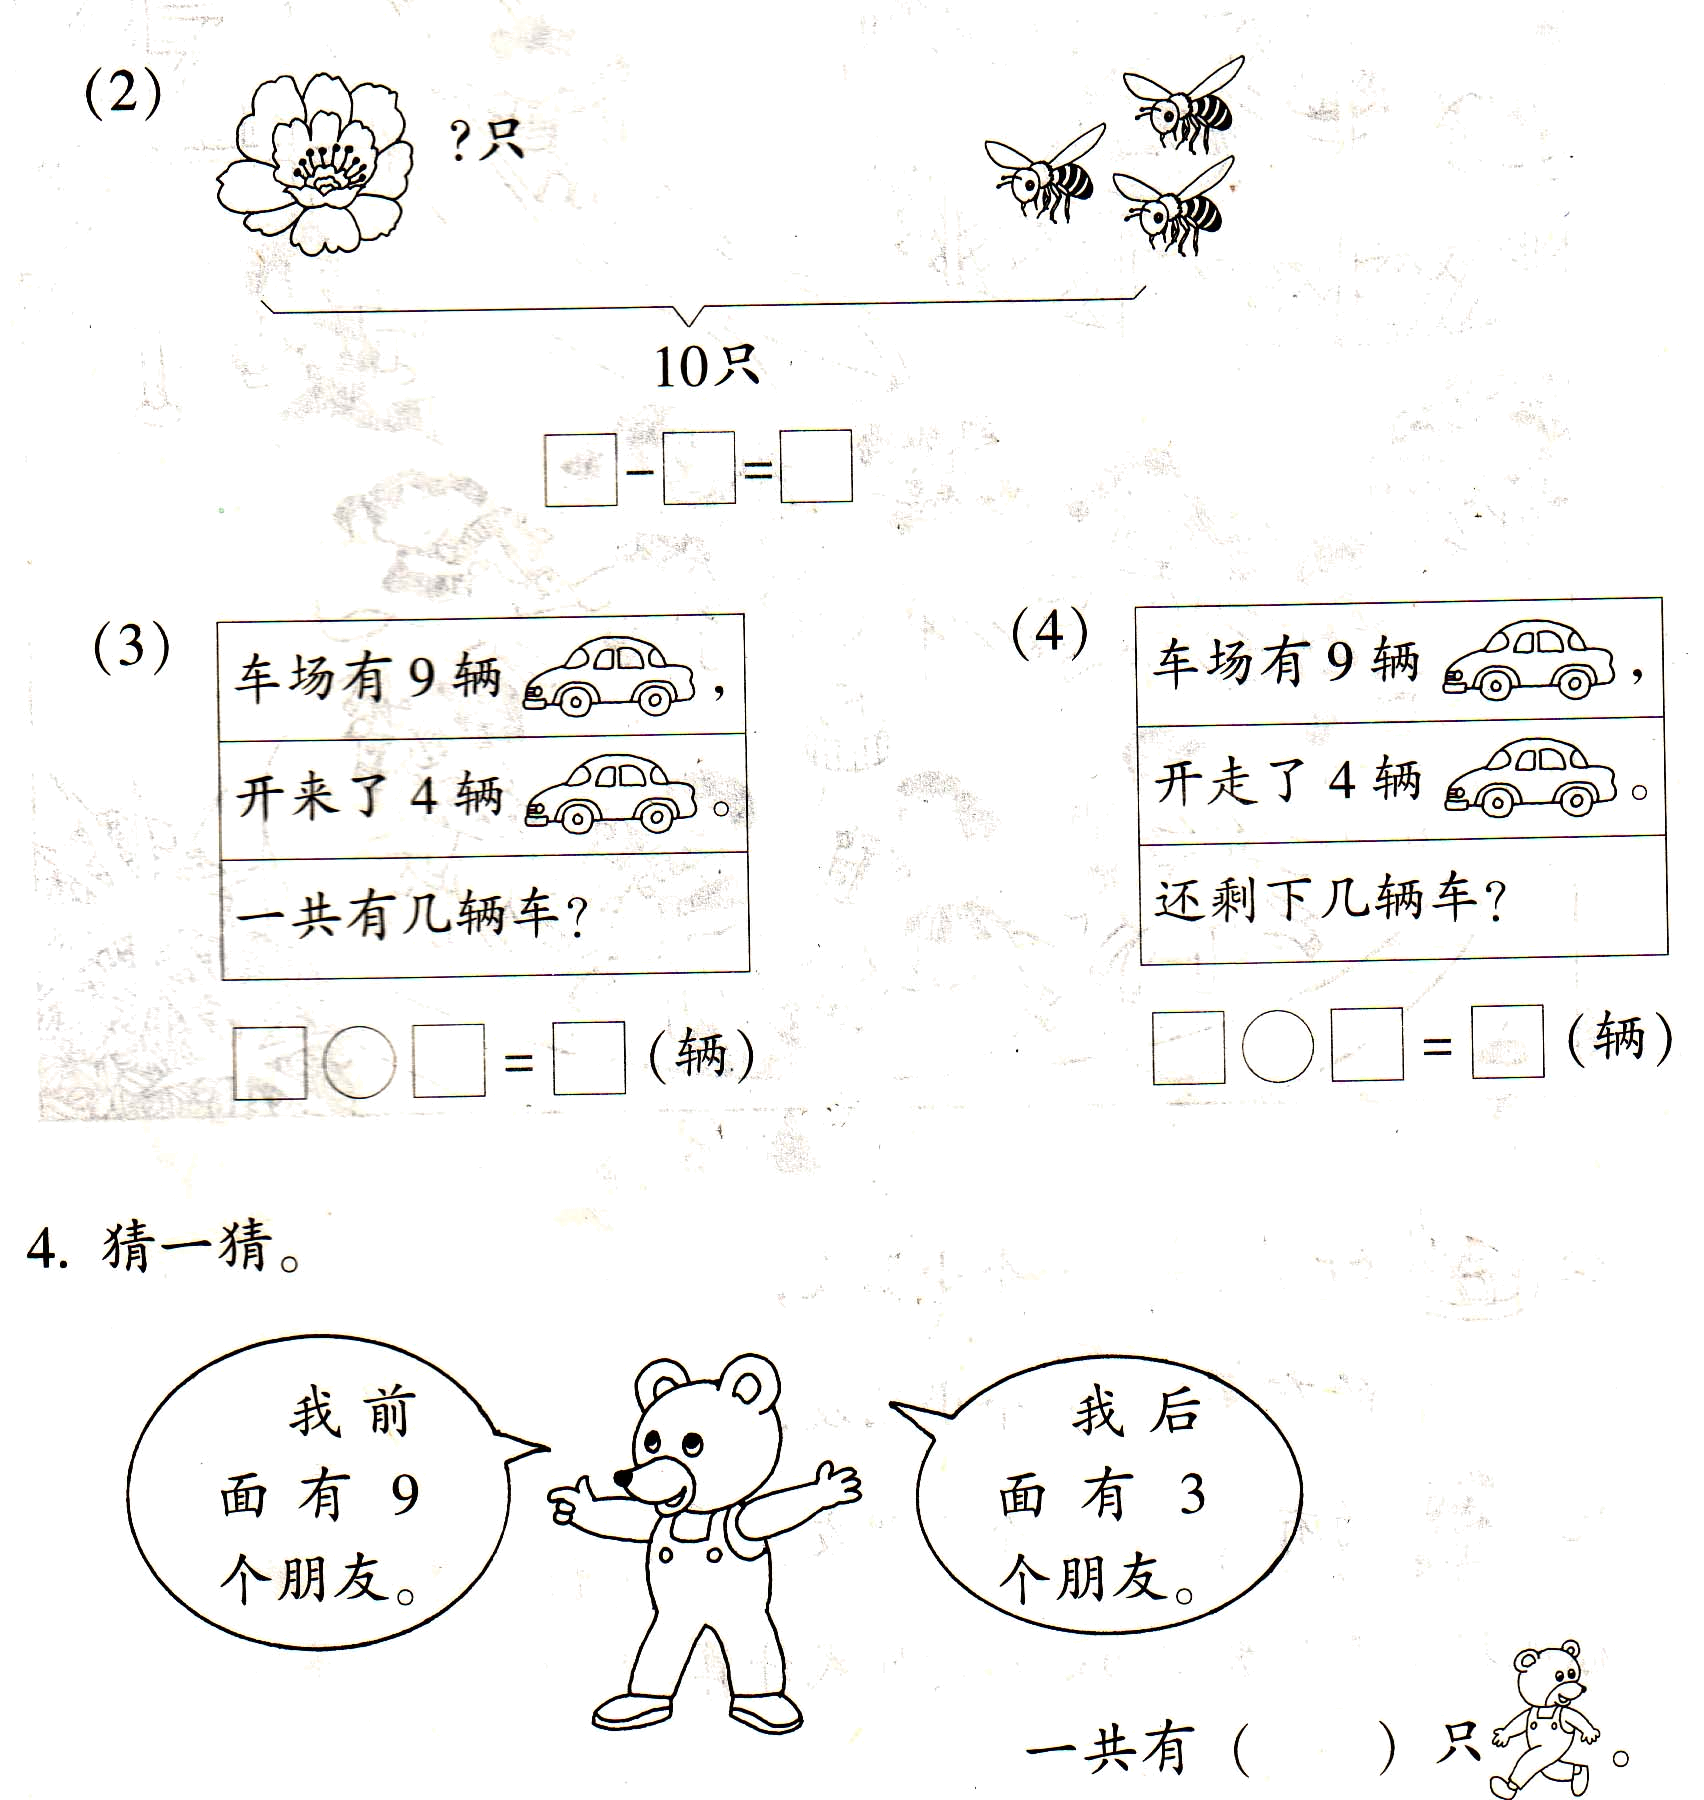 (2)
?只
10只
□-□=□
(3)
车场有9辆，
开来了4辆。
一共有几辆车?
□○□=□(辆)
(4)
车场有9辆，
开走了4辆。
还剩下几辆车?
□○□=□(辆)
4. 猜一猜。
我前
面有9
个朋友。
我后
面有3
个朋友。
一共有( )只。